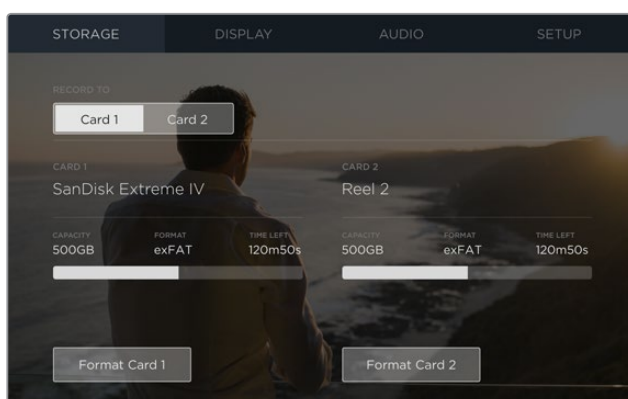 STORAGE DISPLAY AUDIO SETUP
RECORD TO
Card 1 Card 2
CARD 1 CARD 2
SanDisk Extreme IV Reel 2
CAPACITY FORMAT TIME LEFT CAPACITY FORMAT TIME LEFT
500GB exFAT 120m50s 500GB exFAT 120m50s
Format Card 1 Format Card 2